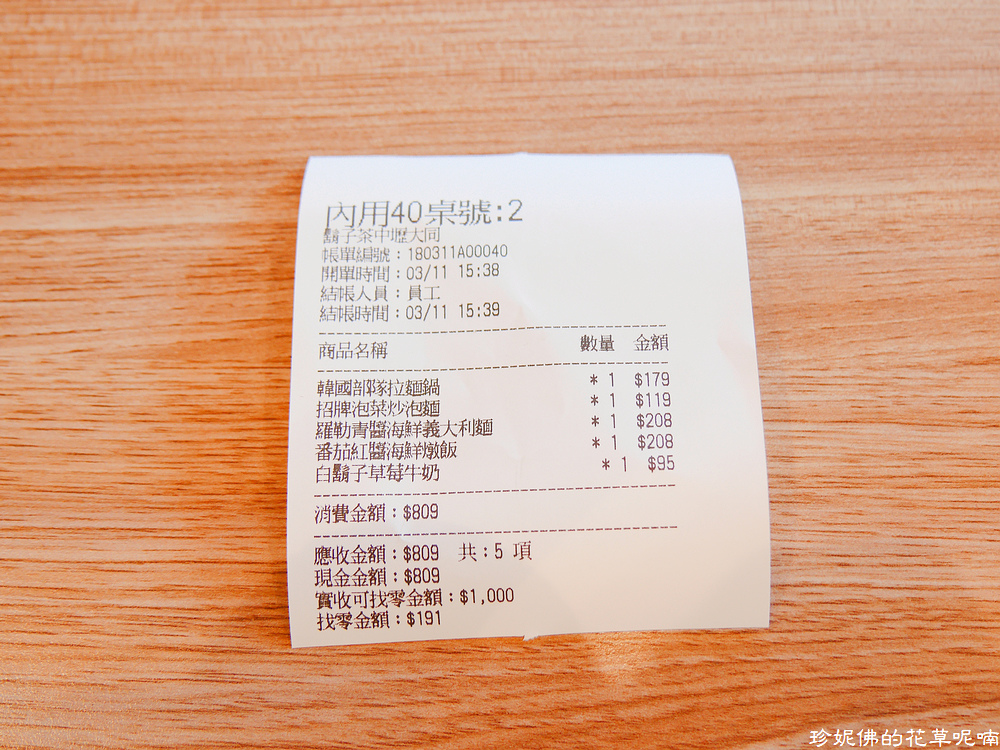 內用40桌號:2
鬍子茶中壢大同
帳單編號：180311A00040
開單時間：03/11 15:38
結帳人員：員工
結帳時間：03/11 15:39
商品名稱 數量 金額
韓國部隊拉麵鍋 * 1 $179
招牌泡菜炒泡麵 * 1 $119
羅勒青醬海鮮義大利麵 * 1 $208
番茄紅醬海鮮燉飯 * 1 $208
白鬍子草莓牛奶 * 1 $95
消費金額：$809
應收金額：$809 共：5 項
現金金額：$809
實收可找零金額：$1,000
找零金額：$191
珍妮佛的花草呢喃